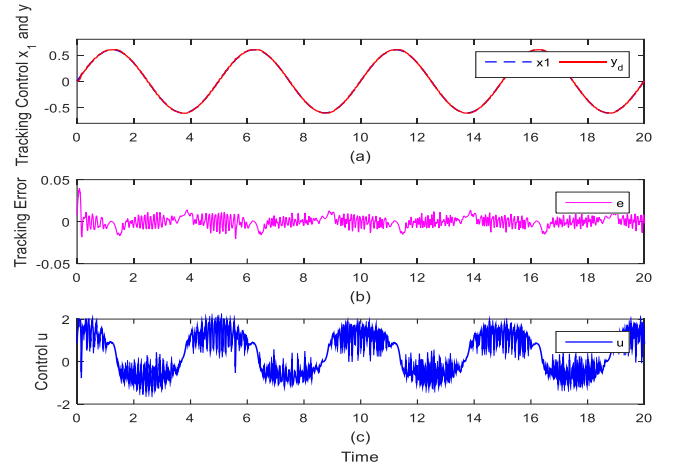 Tracking Control x_1 and y
0.5
0
-0.5
x1
y_d
0 2 4 6 8 10 12 14 16 18 20
(a)
Tracking Error
0.05
0
-0.05
e
0 2 4 6 8 10 12 14 16 18 20
(b)
Control u
2
0
-2
u
0 2 4 6 8 10 12 14 16 18 20
(c)
Time